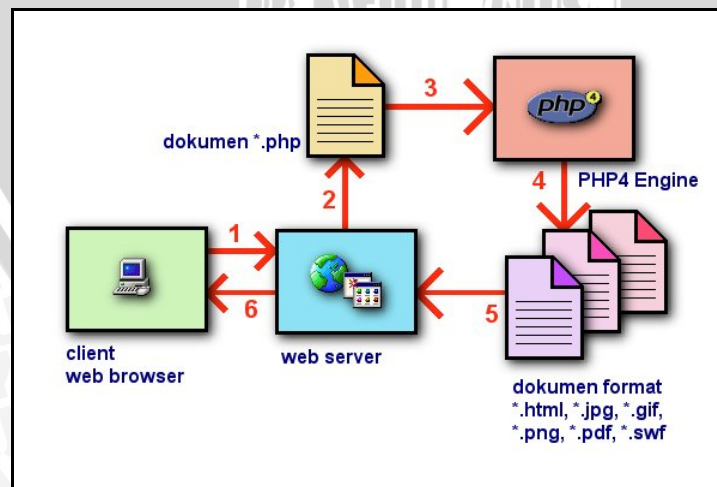 3
php4
dokumen *.php
4
PHP4 Engine
2
1
6
5
client
web browser
web server
dokumen format
*.html, *.jpg, *.gif,
*.png, *.pdf, *.swf